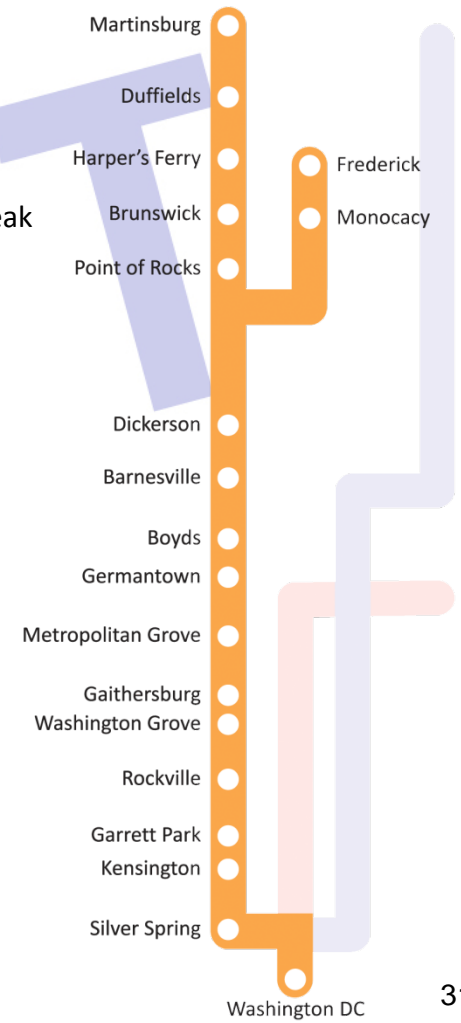 Martinsburg
Duffields
Harper's Ferry
Frederick
eak
Brunswick
Monocacy
Point of Rocks
Dickerson
Barnesville
Boyds
Germantown
Metropolitan Grove
Gaithersburg
Washington Grove
Rockville
Garrett Park
Kensington
Silver Spring
Washington DC